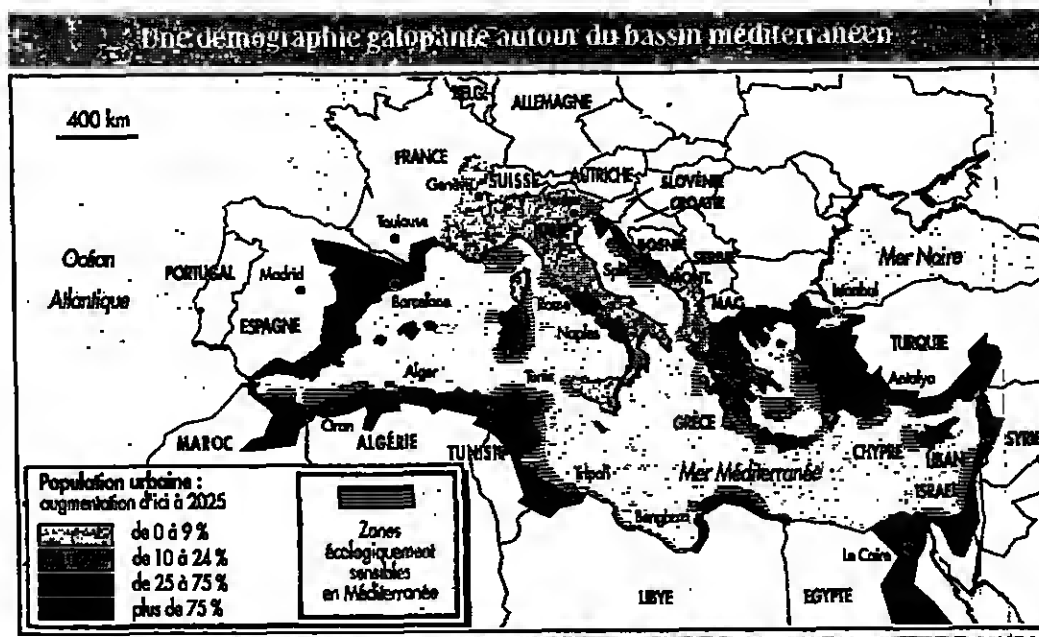 Une démographie galopante autour du bassin méditerranéen
400 km
BELG.
ALLEMAGNE
FRANCE
Genève
SUISSE
AUTRICHE
SLOVÉNIE
CROATIE
Toulouse
Océan
Atlantique
BOSNIE
SERBIE
Mer Noire
PORTUGAL
Madrid
Split
MONT.
Istanbul
Barcelone
Rome
MAC.
ESPAGNE
Naples
TURQUIE
Alger
Tunis
Antalya
Oran
GRÈCE
MAROC
ALGÉRIE
TUNISIE
CHYPRE
LIBAN
SYRIE
Tripoli
Mer Méditerranée
ISRAEL
Benghazi
Le Caire
LIBYE
EGYPTE
Population urbaine :
augmentation d'ici à 2025
de 0 à 9 %
de 10 à 24 %
de 25 à 75 %
plus de 75 %
Zones
écologiquement
sensibles
en Méditerranée